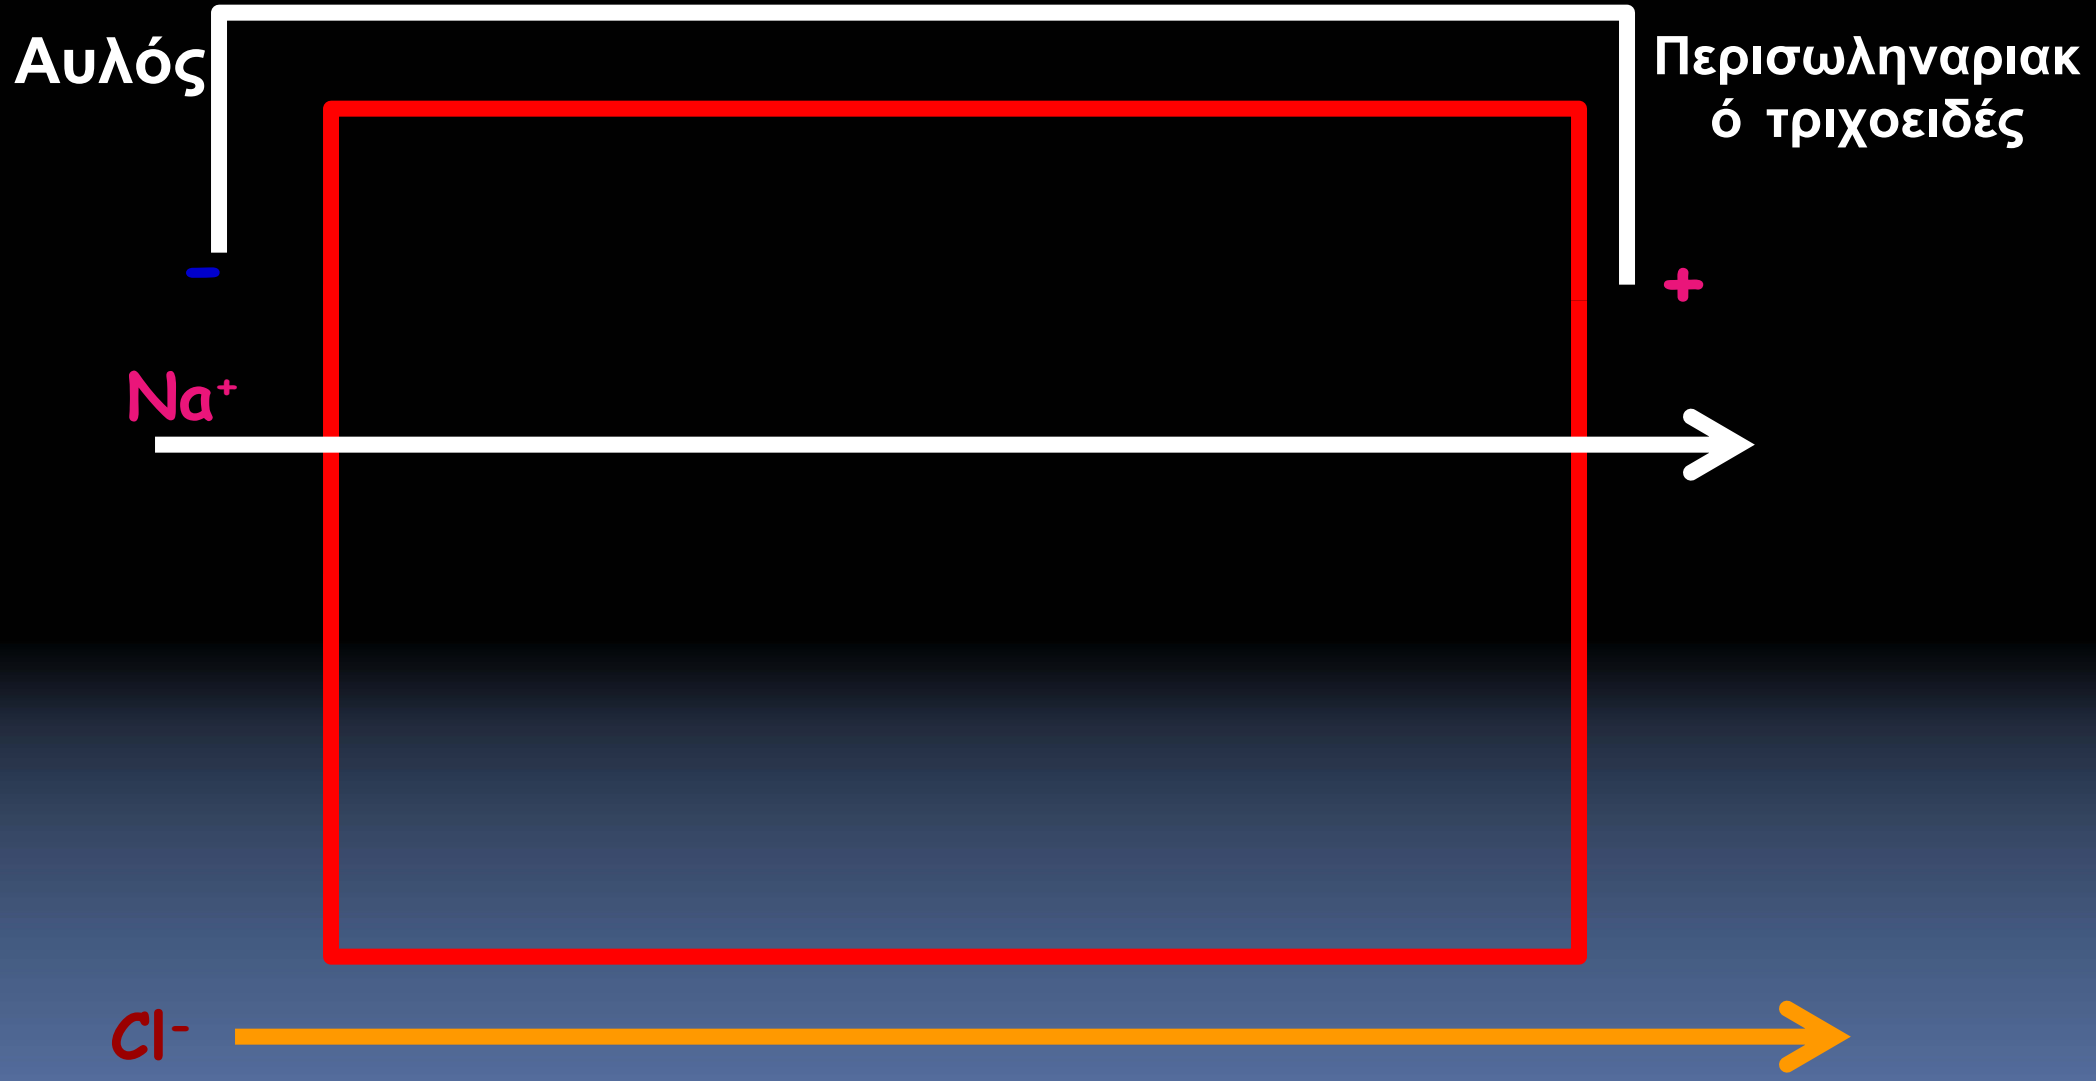 Αυλός
Περισωληναριακ
ό τριχοειδές
-
+
Na⁺
Cl⁻